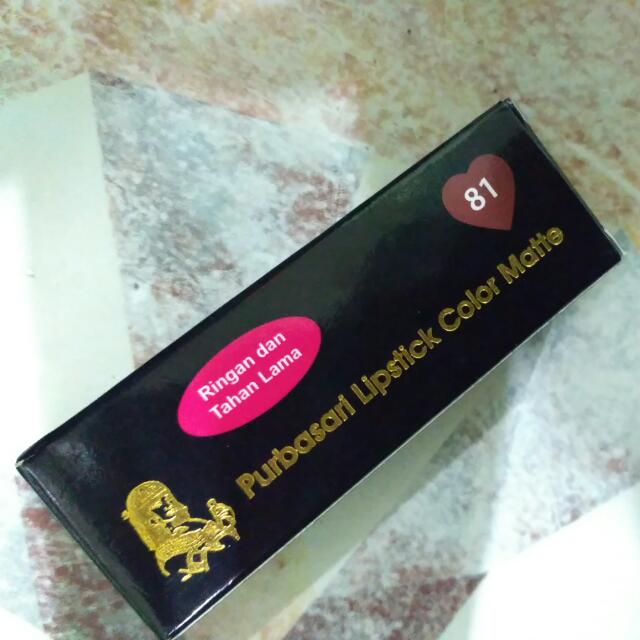 81
Ringan dan
Tahan Lama
Purbasari Lipstick Color Matte